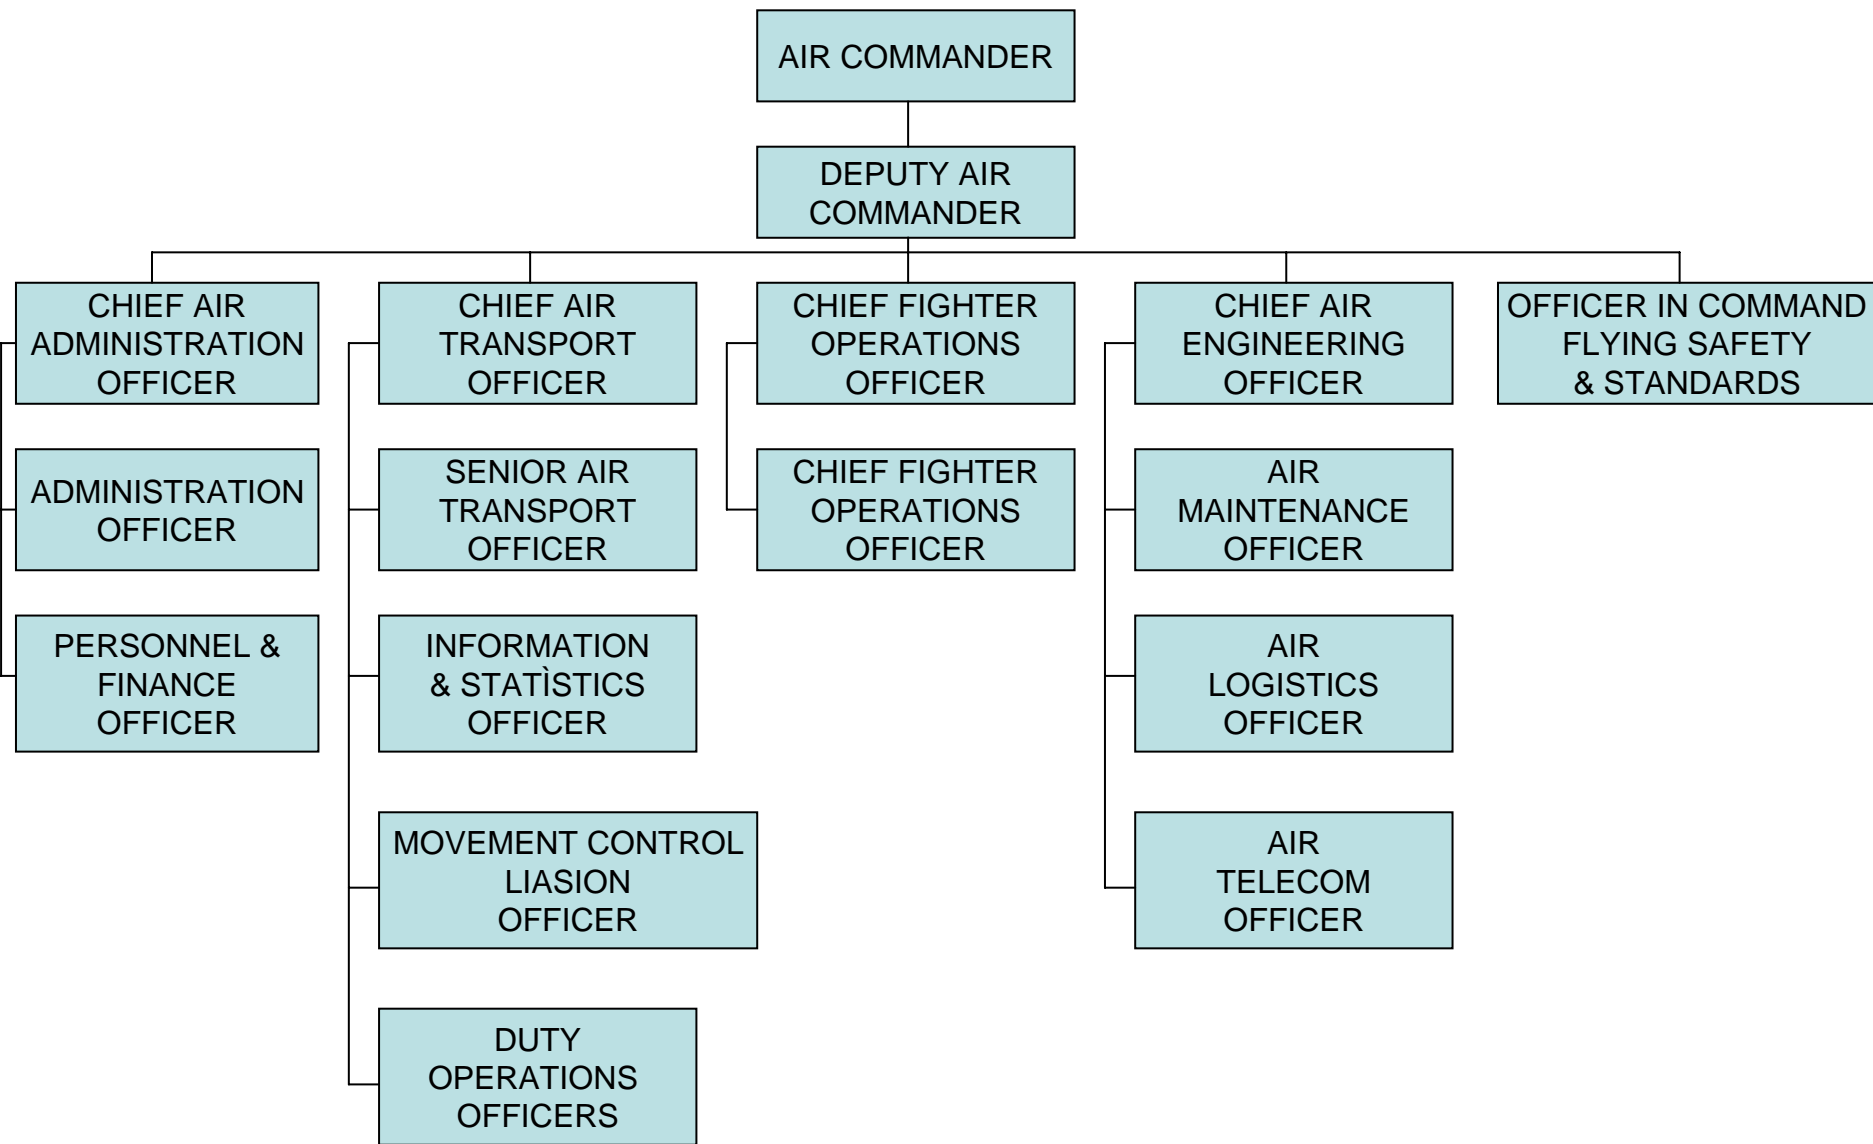 AIR COMMANDER
DEPUTY AIR
COMMANDER
CHIEF AIR
ADMINISTRATION
OFFICER
CHIEF AIR
TRANSPORT
OFFICER
CHIEF FIGHTER
OPERATIONS
OFFICER
CHIEF AIR
ENGINEERING
OFFICER
OFFICER IN COMMAND
FLYING SAFETY
& STANDARDS
ADMINISTRATION
OFFICER
SENIOR AIR
TRANSPORT
OFFICER
CHIEF FIGHTER
OPERATIONS
OFFICER
AIR
MAINTENANCE
OFFICER
PERSONNEL &
FINANCE
OFFICER
INFORMATION
& STATÌSTICS
OFFICER
AIR
LOGISTICS
OFFICER
MOVEMENT CONTROL
LIASION
OFFICER
AIR
TELECOM
OFFICER
DUTY
OPERATIONS
OFFICERS